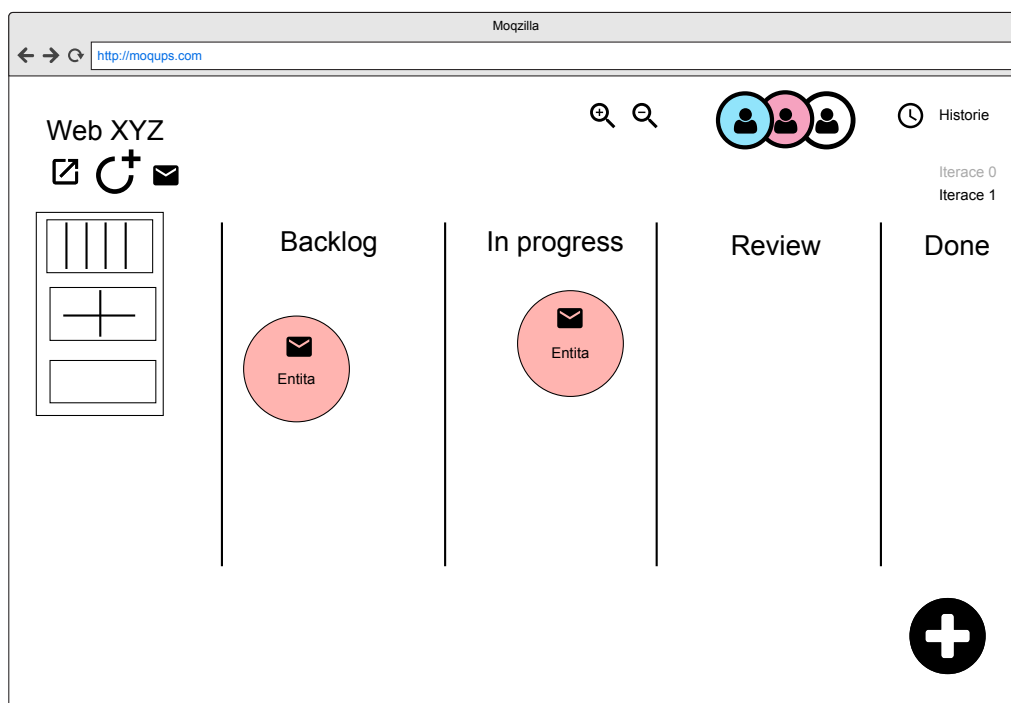 Moqzilla
http://moqups.com
Web XYZ
Historie
Iterace 0
Iterace 1
Backlog
In progress
Review
Done
Entita
Entita